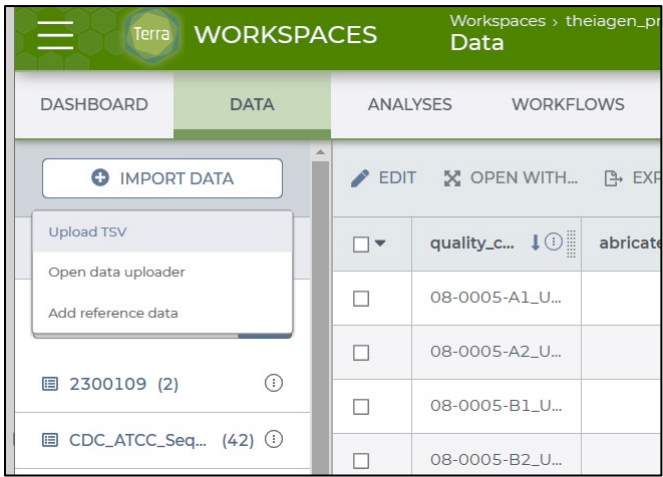 Terra
WORKSPACES
Workspaces › theiagen_pr
Data
DASHBOARD
DATA
ANALYSES
WORKFLOWS
IMPORT DATA
EDIT
OPEN WITH...
EXP
Upload TSV
Open data uploader
Add reference data
quality_c...
abricate
08-0005-A1_U...
08-0005-A2_U...
2300109 (2)
08-0005-B1_U...
CDC_ATCC_Seq... (42)
08-0005-B2_U...